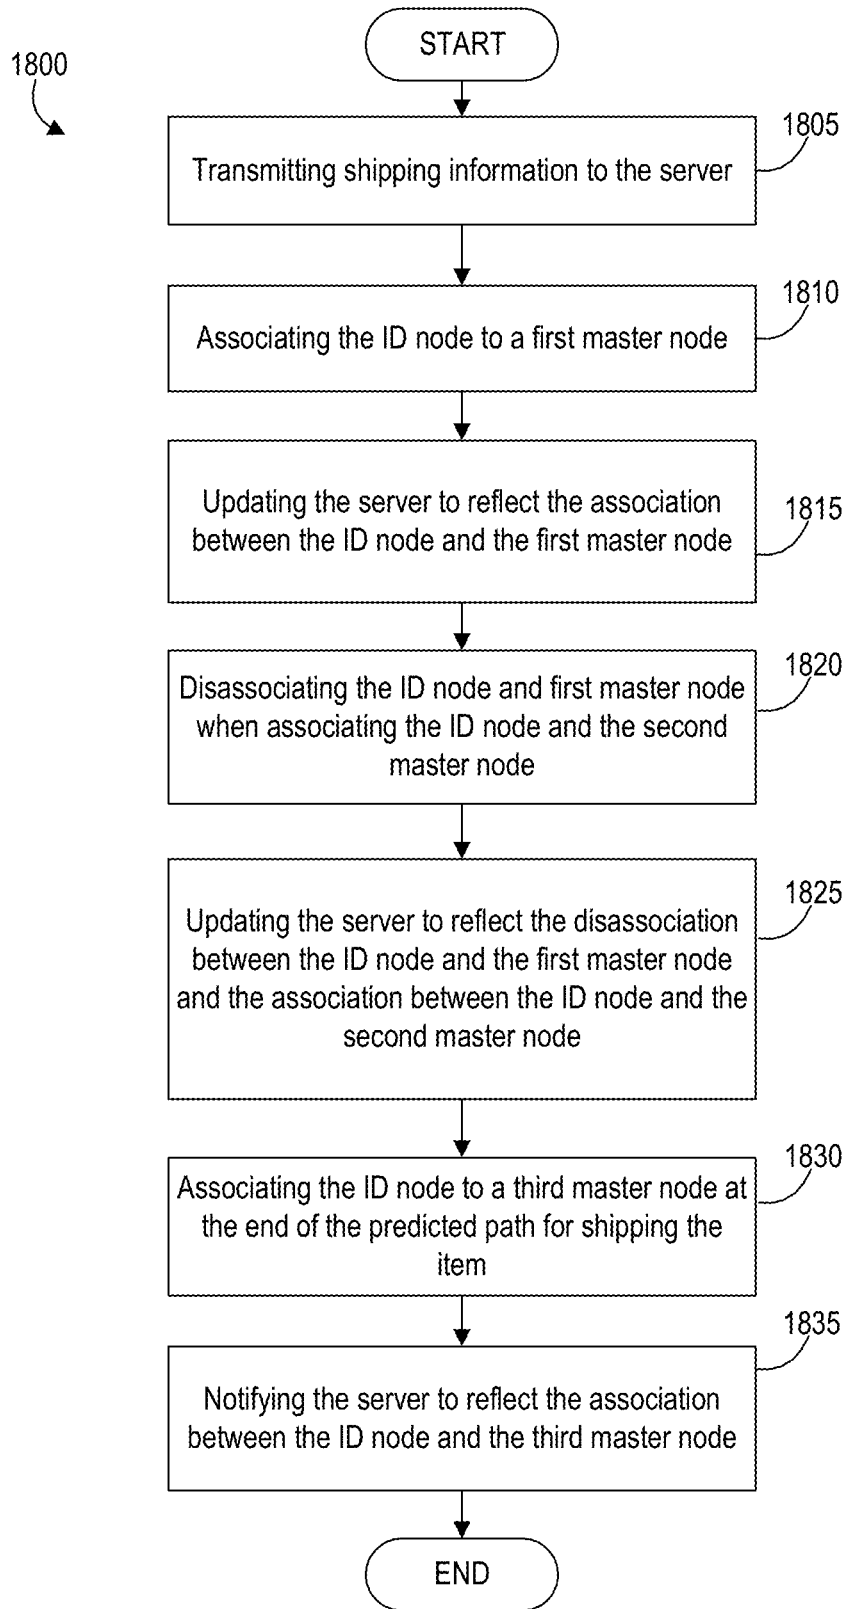 START
1800
1805
Transmitting shipping information to the server
1810
Associating the ID node to a first master node
1815
Updating the server to reflect the association
between the ID node and the first master node
1820
Disassociating the ID node and first master node
when associating the ID node and the second
master node
1825
Updating the server to reflect the disassociation
between the ID node and the first master node
and the association between the ID node and the
second master node
1830
Associating the ID node to a third master node at
the end of the predicted path for shipping the
item
1835
Notifying the server to reflect the association
between the ID node and the third master node
END